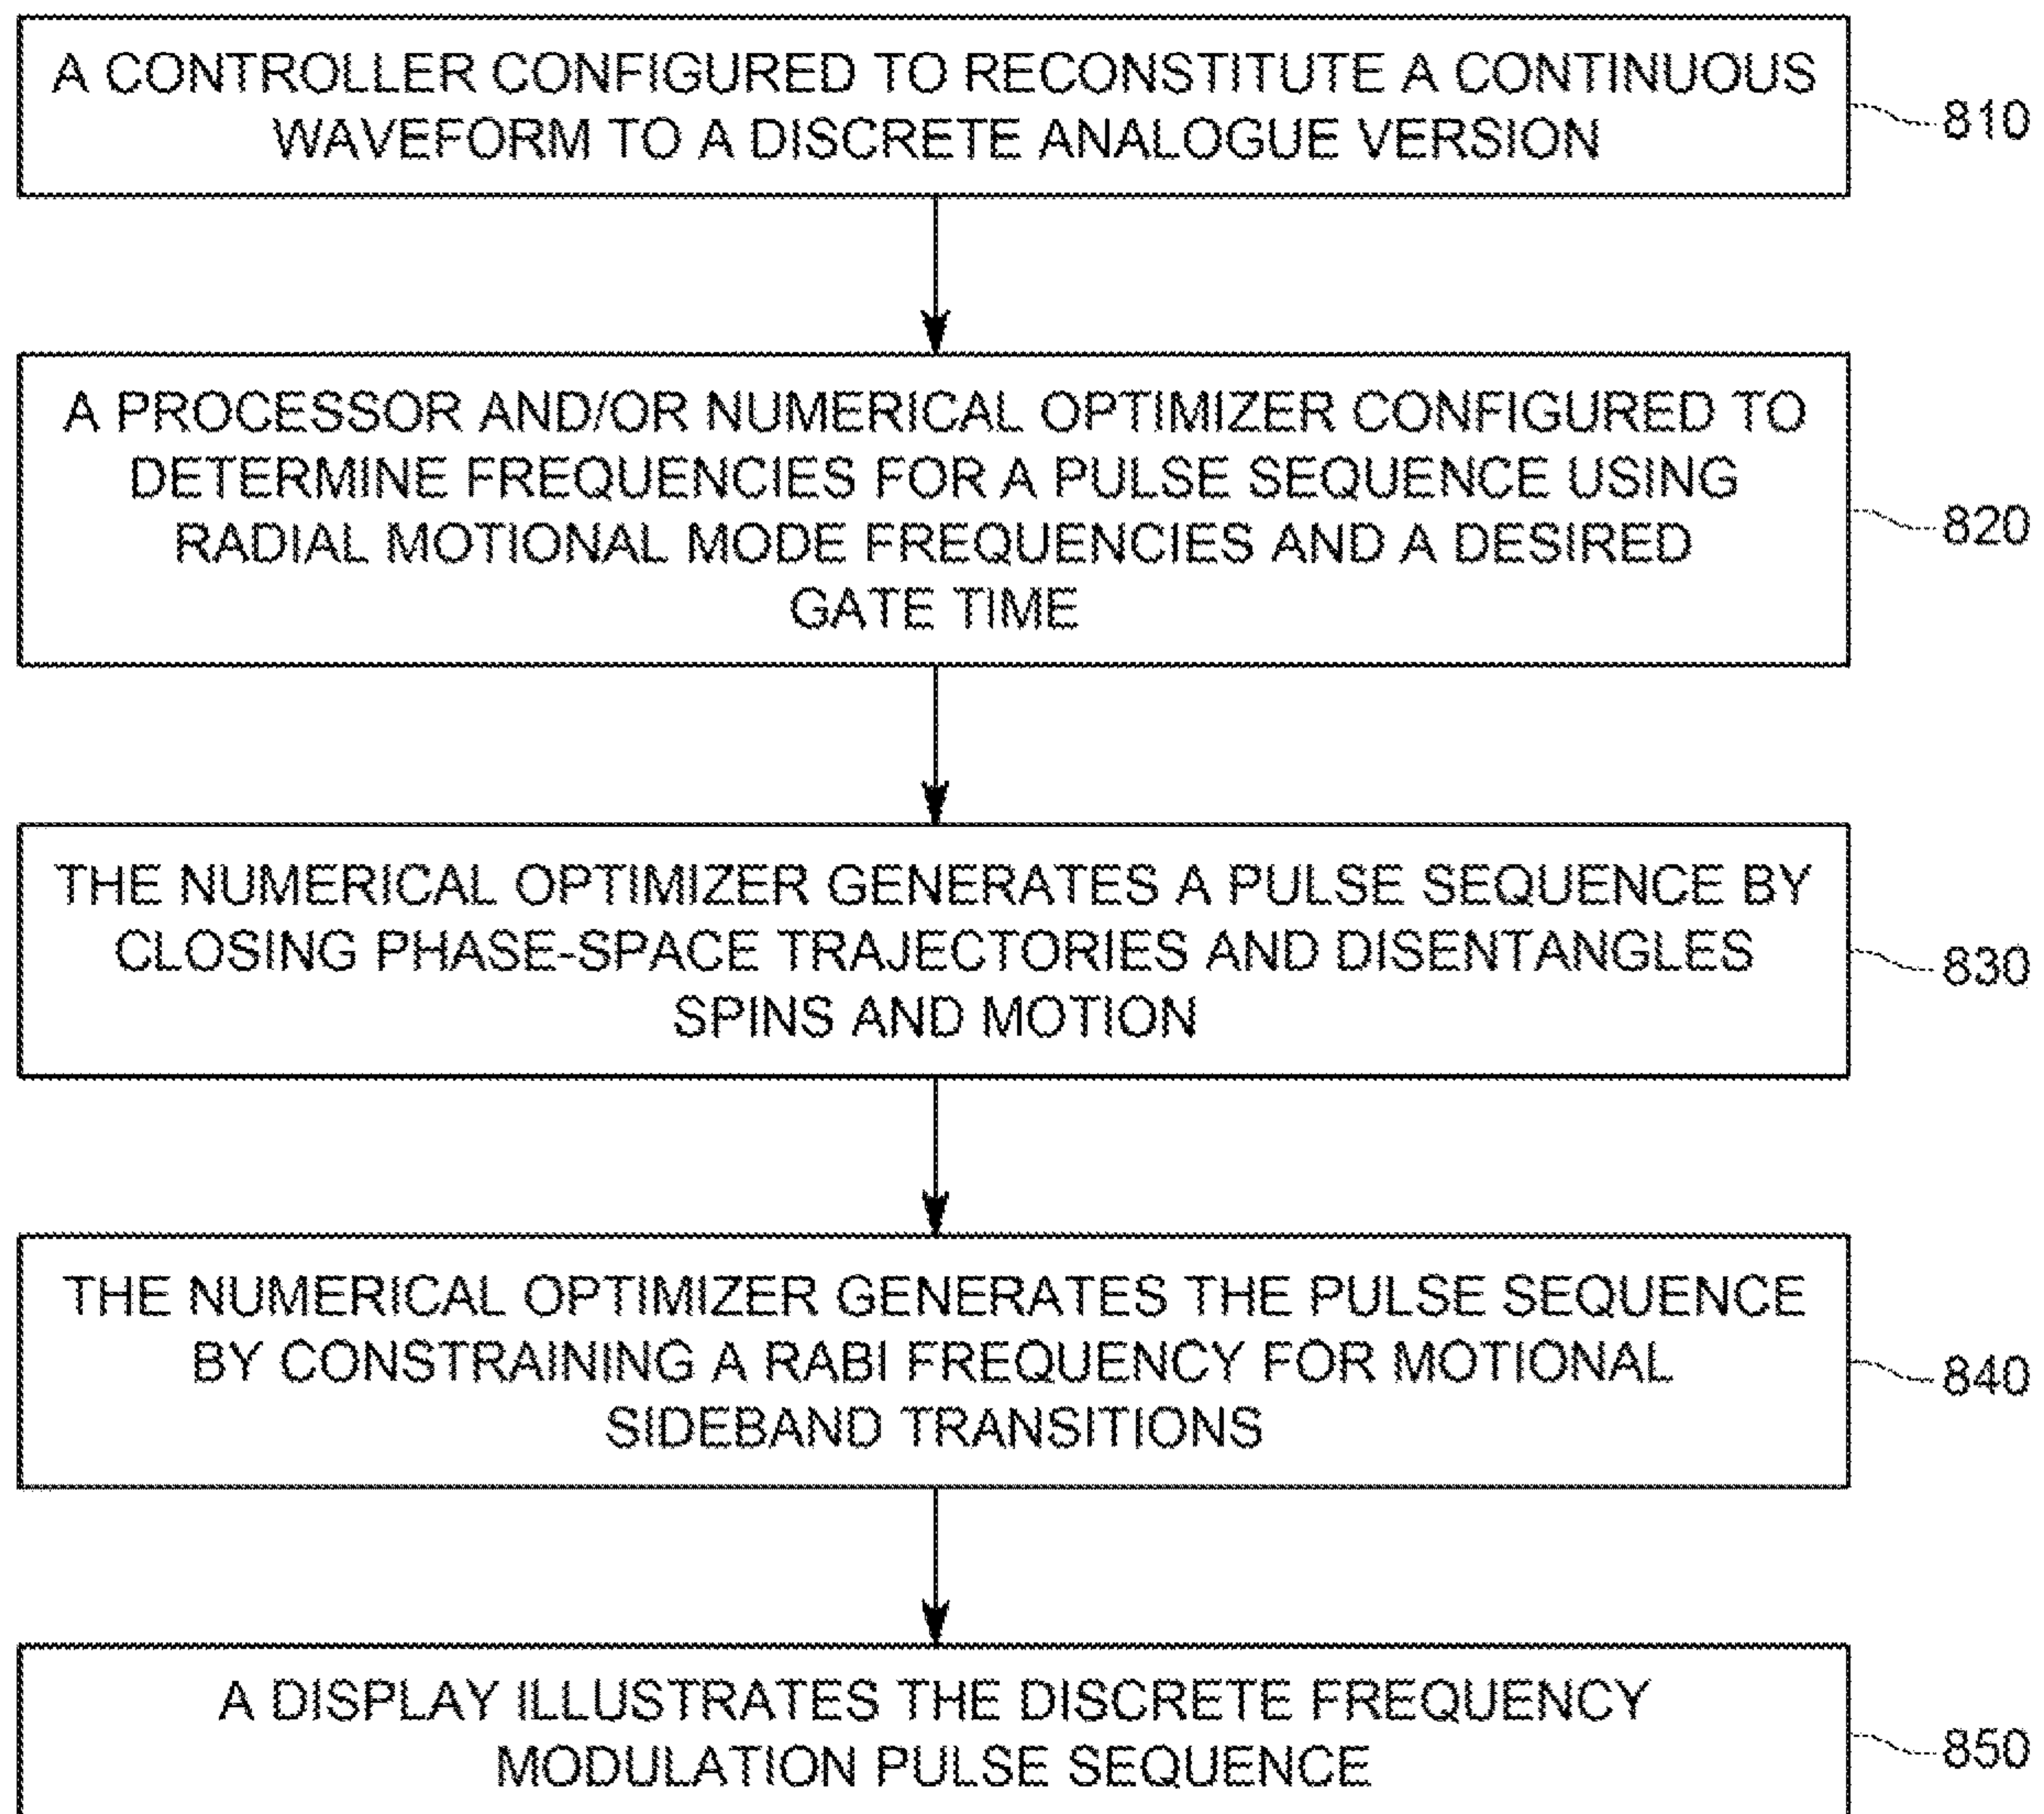 A CONTROLLER CONFIGURED TO RECONSTITUTE A CONTINUOUS
WAVEFORM TO A DISCRETE ANALOGUE VERSION
810
A PROCESSOR AND/OR NUMERICAL OPTIMIZER CONFIGURED TO
DETERMINE FREQUENCIES FOR A PULSE SEQUENCE USING
RADIAL MOTIONAL MODE FREQUENCIES AND A DESIRED
GATE TIME
820
THE NUMERICAL OPTIMIZER GENERATES A PULSE SEQUENCE BY
CLOSING PHASE-SPACE TRAJECTORIES AND DISENTANGLES
SPINS AND MOTION
830
THE NUMERICAL OPTIMIZER GENERATES THE PULSE SEQUENCE
BY CONSTRAINING A RABI FREQUENCY FOR MOTIONAL
SIDEBAND TRANSITIONS
840
A DISPLAY ILLUSTRATES THE DISCRETE FREQUENCY
MODULATION PULSE SEQUENCE
850